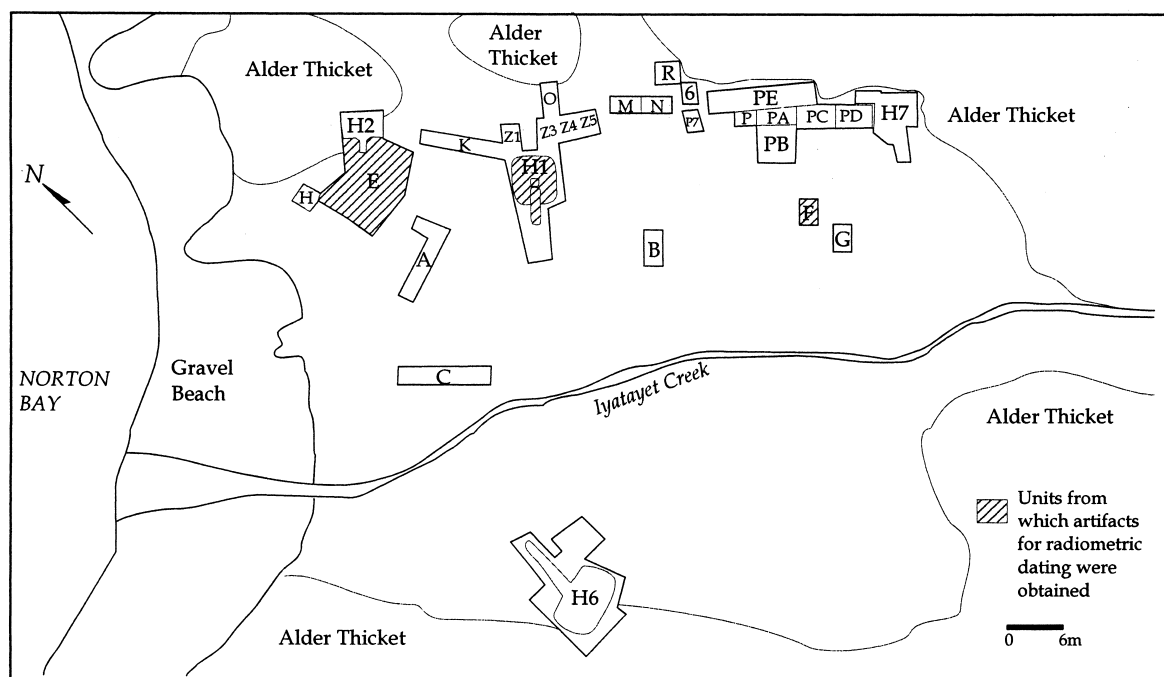 Alder
Thicket
Alder Thicket
R
6
PE
H7
O
M N
P7
P PA PC PD
Alder Thicket
H2
Z1 Z3 Z4 Z5
K
PB
N
E
H1
H
F
G
B
A
NORTON
BAY
Gravel
Beach
C
Iyatayet Creek
Alder Thicket
Units from
which artifacts
for radiometric
dating were
obtained
H6
Alder Thicket
0 6m